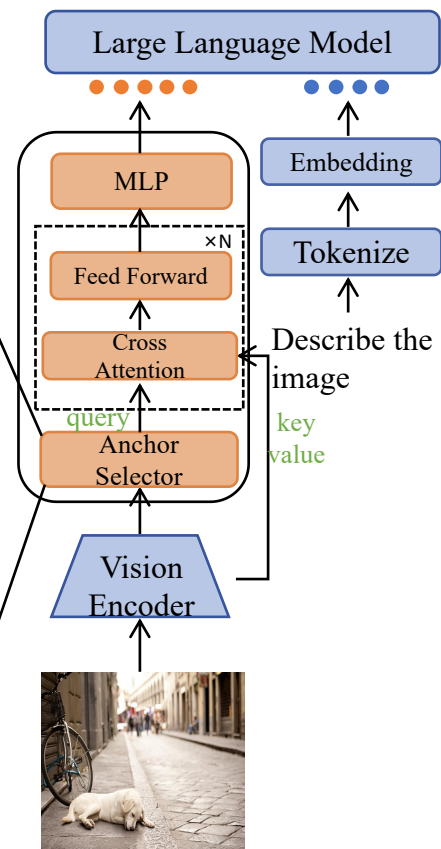 Large Language Model
MLP
Embedding
×N
Feed Forward
Tokenize
Cross
Attention
Describe the
image
query
key
value
Anchor
Selector
Vision
Encoder